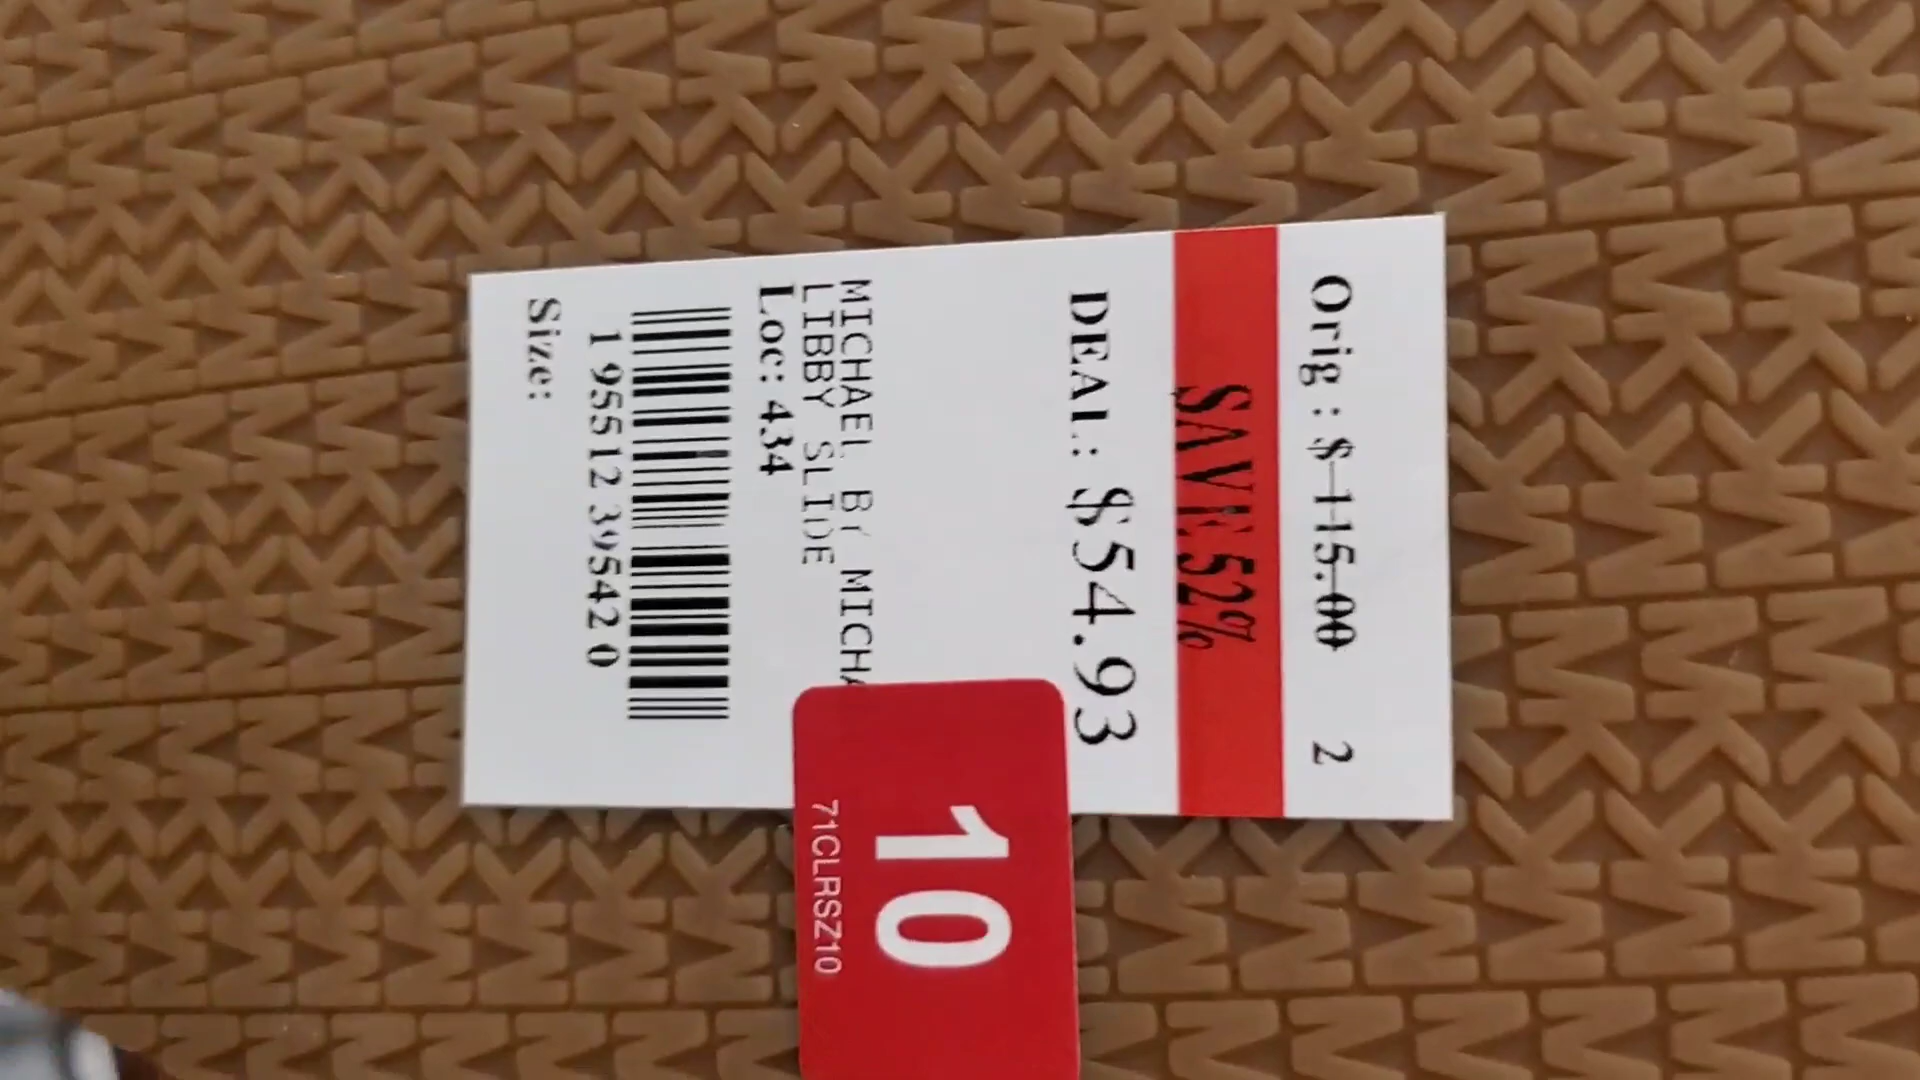 Orig : $ 115.00 2
SAVE 52%
DEAL: $54.93
MICHAEL BY MICHA
LIBBY SLIDE
Loc: 434
1 95512 39542 0
Size:
10
71CLRSZ10